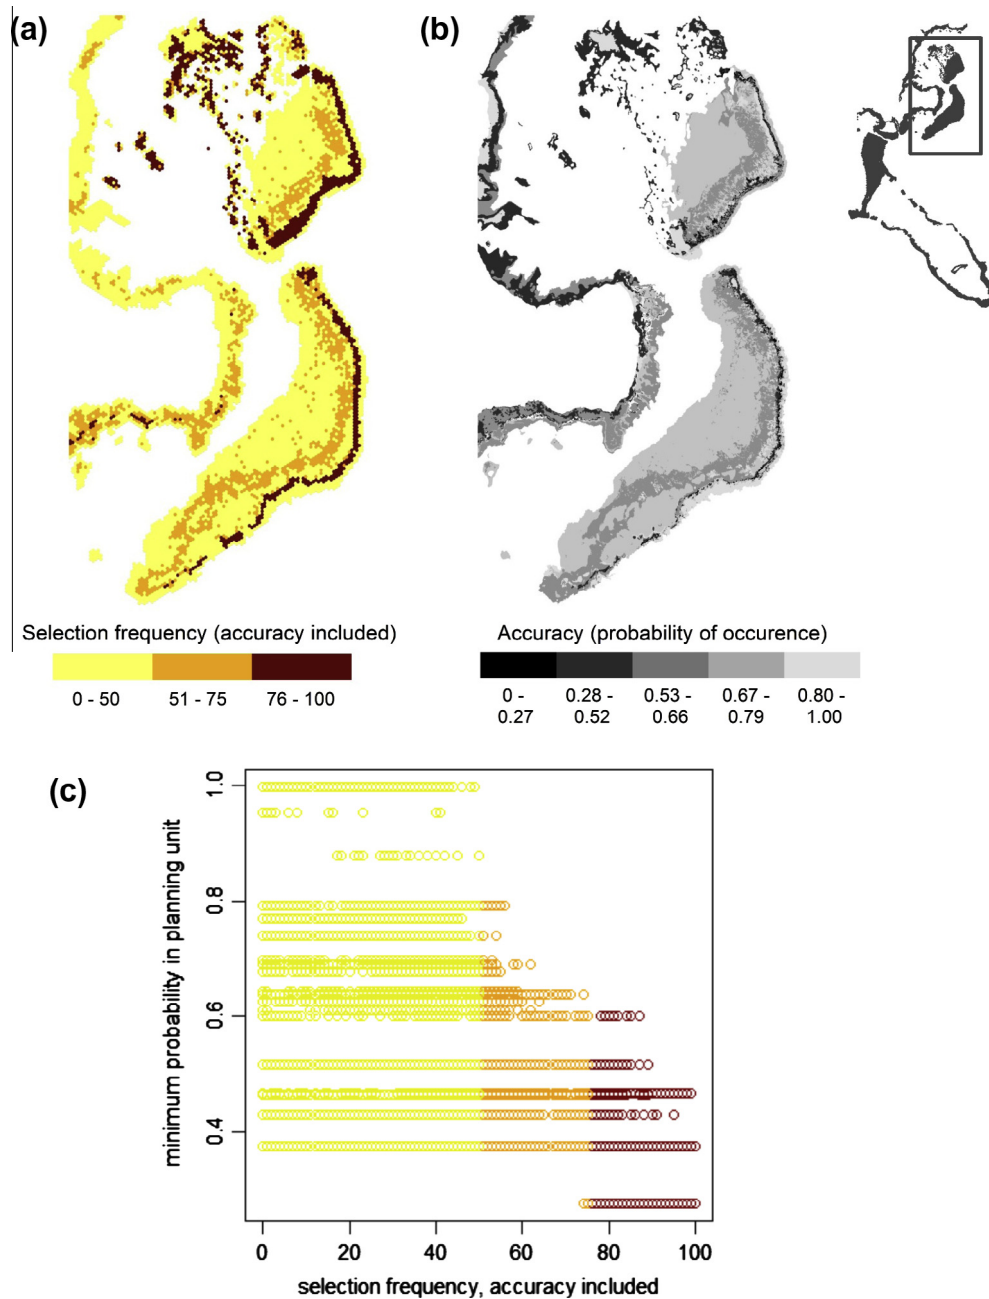 (a)
(b)
Selection frequency (accuracy included)
0 - 50
51 - 75
76 - 100
Accuracy (probability of occurence)
0 -
0.27
0.28 -
0.52
0.53 -
0.66
0.67 -
0.79
0.80 -
1.00
(c)
minimum probability in planning unit
1.0
0.8
0.6
0.4
0
20
40
60
80
100
selection frequency, accuracy included